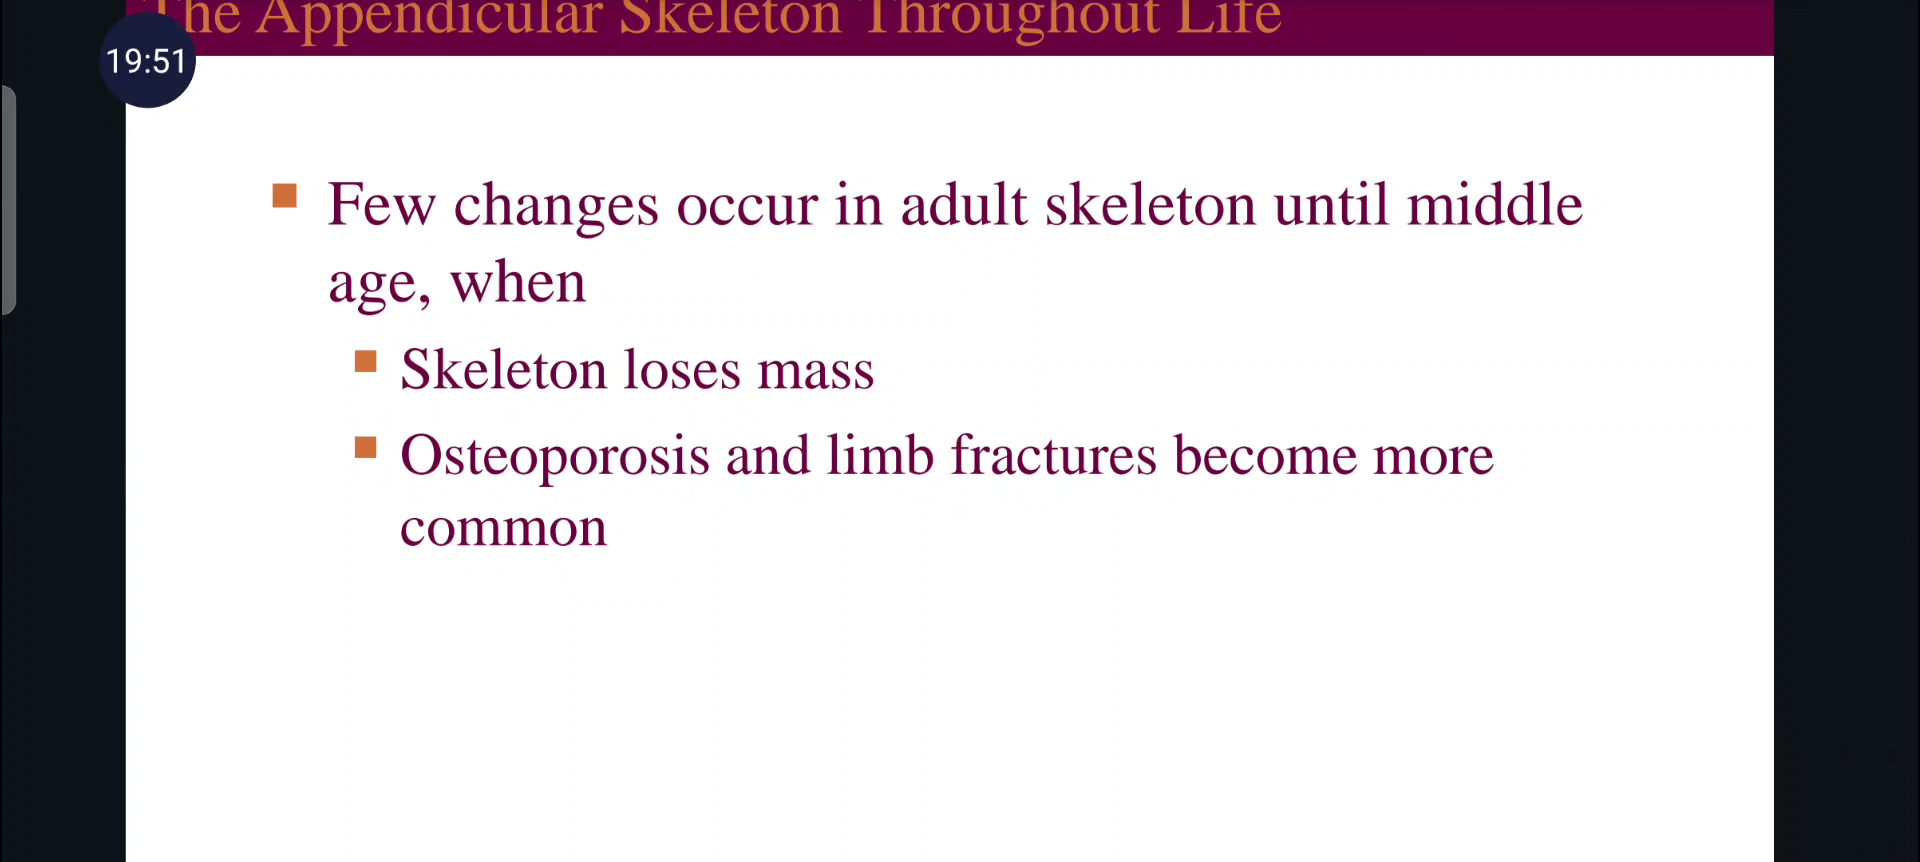 The Appendicular Skeleton Throughout Life
19:51
Few changes occur in adult skeleton until middle
age, when
Skeleton loses mass
Osteoporosis and limb fractures become more
common